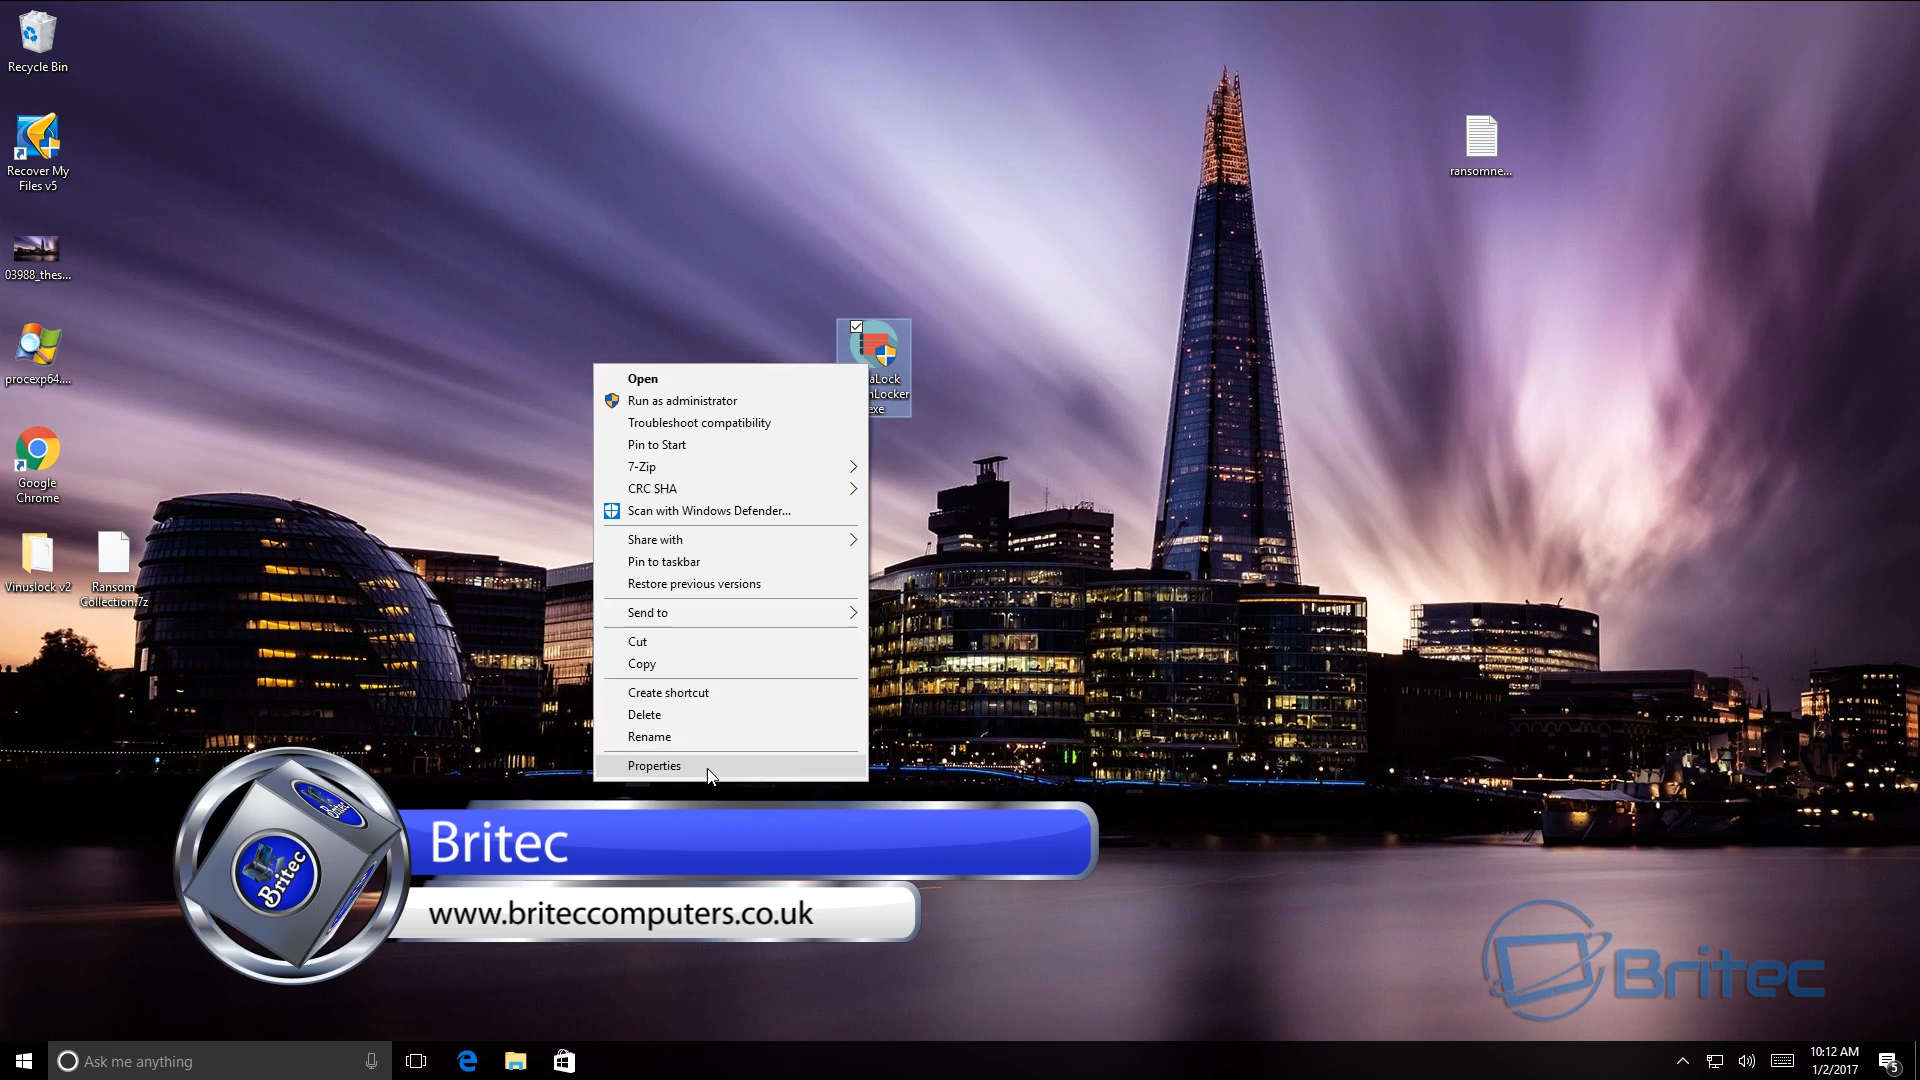 Recycle Bin
Recover My
Files v5
03988_thes...
procexp64....
Google
Chrome
Vinuslock v2
Ransom
Collection.7z
ransomne...
aLock
nLocker
exe
Open
Run as administrator
Troubleshoot compatibility
Pin to Start
7-Zip
CRC SHA
Scan with Windows Defender...
Share with
Pin to taskbar
Restore previous versions
Send to
Cut
Copy
Create shortcut
Delete
Rename
Properties
Britec
Britec
Britec
www.briteccomputers.co.uk
Britec
Ask me anything
10:12 AM
1/2/2017
5